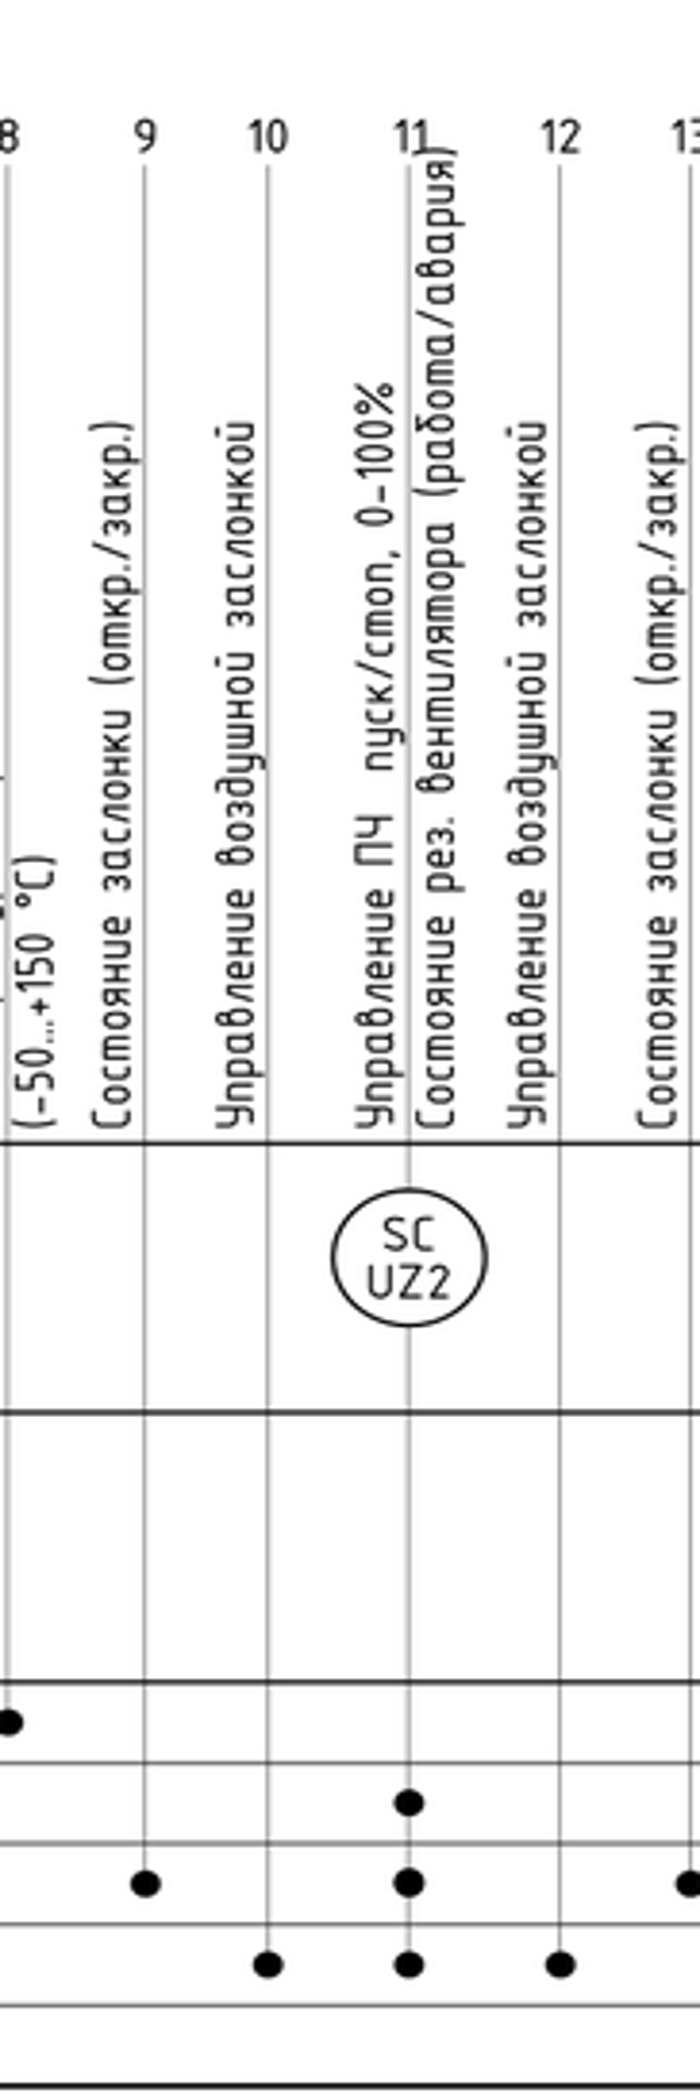 8 9 10 11 12 13
(-50...+150 °C)
Состояние заслонки (откр./закр.)
Управление воздушной заслонкой
Управление ПЧ пуск/стоп, 0-100%
Состояние рез. вентилятора (работа/авария)
Управление воздушной заслонкой
Состояние заслонки (откр./закр.)
SC
UZ2